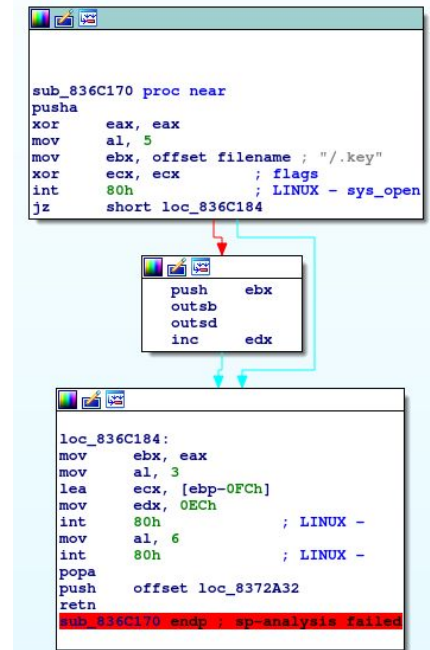 sub_836C170 proc near
pusha
xor eax, eax
mov al, 5
mov ebx, offset filename ; "/.key"
xor ecx, ecx ; flags
int 80h ; LINUX - sys_open
jz short loc_836C184
push ebx
outsb
outsd
inc edx
loc_836C184:
mov ebx, eax
mov al, 3
lea ecx, [ebp-0FCh]
mov edx, 0ECh
int 80h ; LINUX -
mov al, 6
int 80h ; LINUX -
popa
push offset loc_8372A32
retn
sub_836C170 endp ; sp-analysis failed